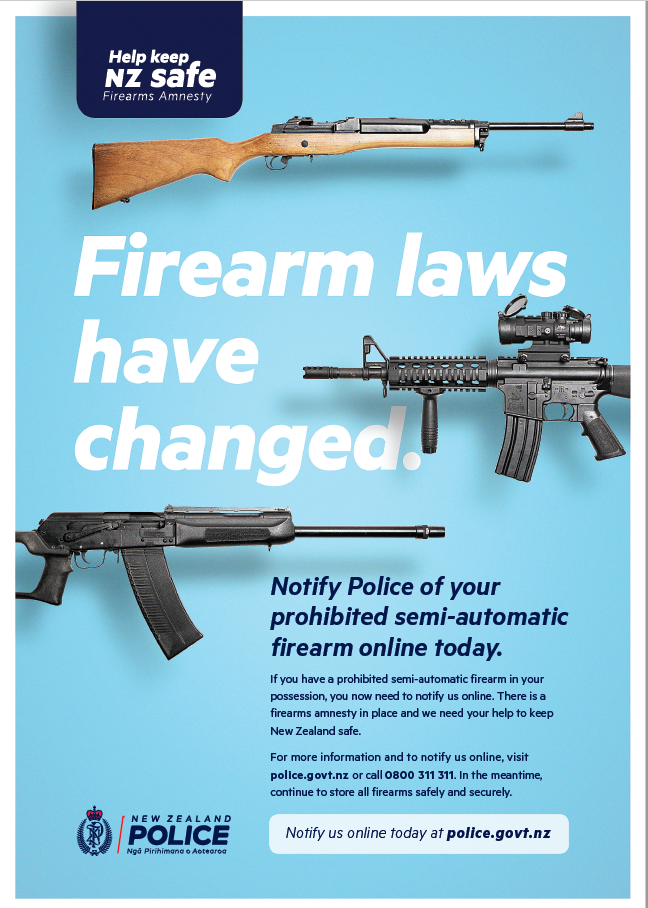 Help keep
NZ safe
Firearms Amnesty
Firearm laws
have
changed.
Notify Police of your
prohibited semi-automatic
firearm online today.
If you have a prohibited semi-automatic firearm in your
possession, you now need to notify us online. There is a
firearms amnesty in place and we need your help to keep
New Zealand safe.
For more information and to notify us online, visit
police.govt.nz or call 0800 311 311. In the meantime,
continue to store all firearms safely and securely.
NEW ZEALAND
POLICE
Ngā Pirihimana o Aotearoa
Notify us online today at police.govt.nz